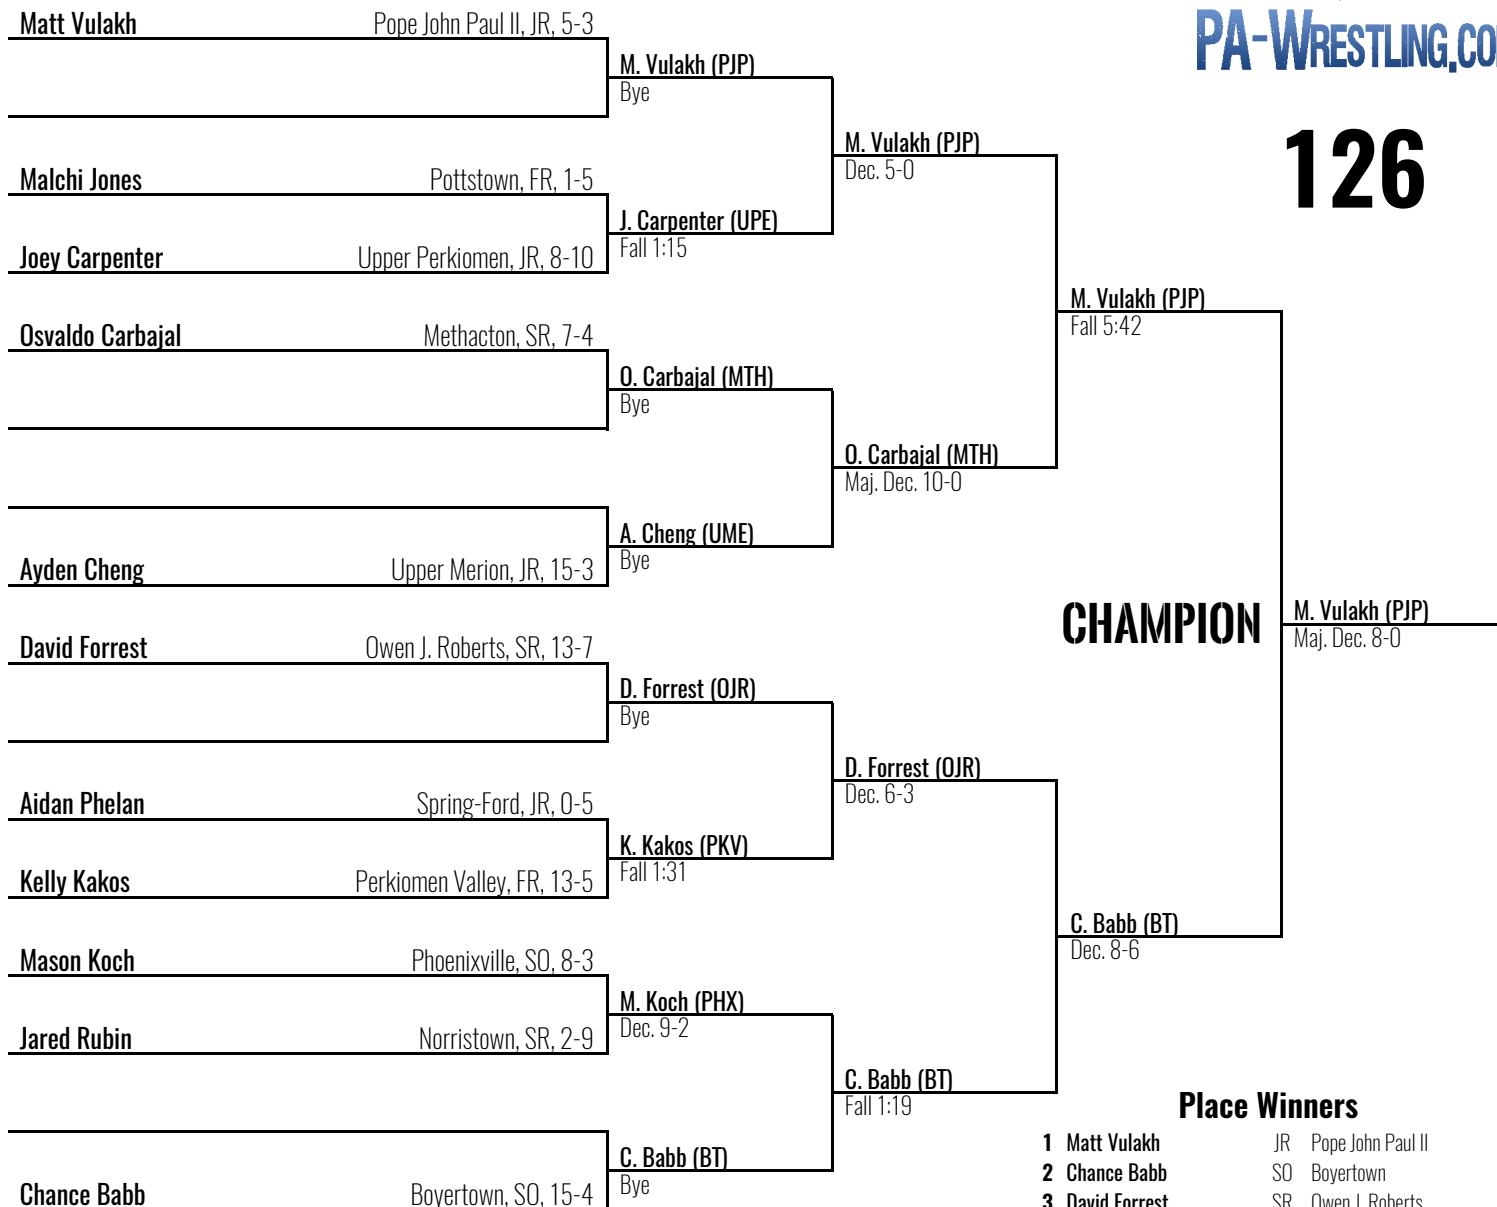 Matt Vulakh Pope John Paul II, JR, 5-3
PA-WRESTLING.CO
M. Vulakh (PJP)
Bye
126
M. Vulakh (PJP)
Dec. 5-0
Malchi Jones Pottstown, FR, 1-5
J. Carpenter (UPE)
Fall 1:15
Joey Carpenter Upper Perkiomen, JR, 8-10
M. Vulakh (PJP)
Fall 5:42
Osvaldo Carbajal Methacton, SR, 7-4
O. Carbajal (MTH)
Bye
O. Carbajal (MTH)
Maj. Dec. 10-0
A. Cheng (UME)
Bye
Ayden Cheng Upper Merion, JR, 15-3
CHAMPION
M. Vulakh (PJP)
Maj. Dec. 8-0
David Forrest Owen J. Roberts, SR, 13-7
D. Forrest (OJR)
Bye
D. Forrest (OJR)
Dec. 6-3
Aidan Phelan Spring-Ford, JR, 0-5
K. Kakos (PKV)
Fall 1:31
Kelly Kakos Perkiomen Valley, FR, 13-5
C. Babb (BT)
Dec. 8-6
Mason Koch Phoenixville, SO, 8-3
M. Koch (PHX)
Dec. 9-2
Jared Rubin Norristown, SR, 2-9
C. Babb (BT)
Fall 1:19
Place Winners
1 Matt Vulakh JR Pope John Paul II
C. Babb (BT)
Bye
2 Chance Babb SO Boyertown
Chance Babb Boyertown, SO, 15-4
3 David Forrest SR Owen J. Roberts